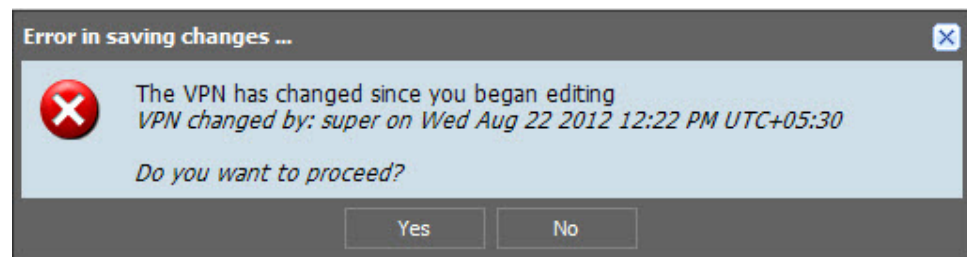 Error in saving changes ...
The VPN has changed since you began editing
VPN changed by: super on Wed Aug 22 2012 12:22 PM UTC+05:30
Do you want to proceed?
Yes No